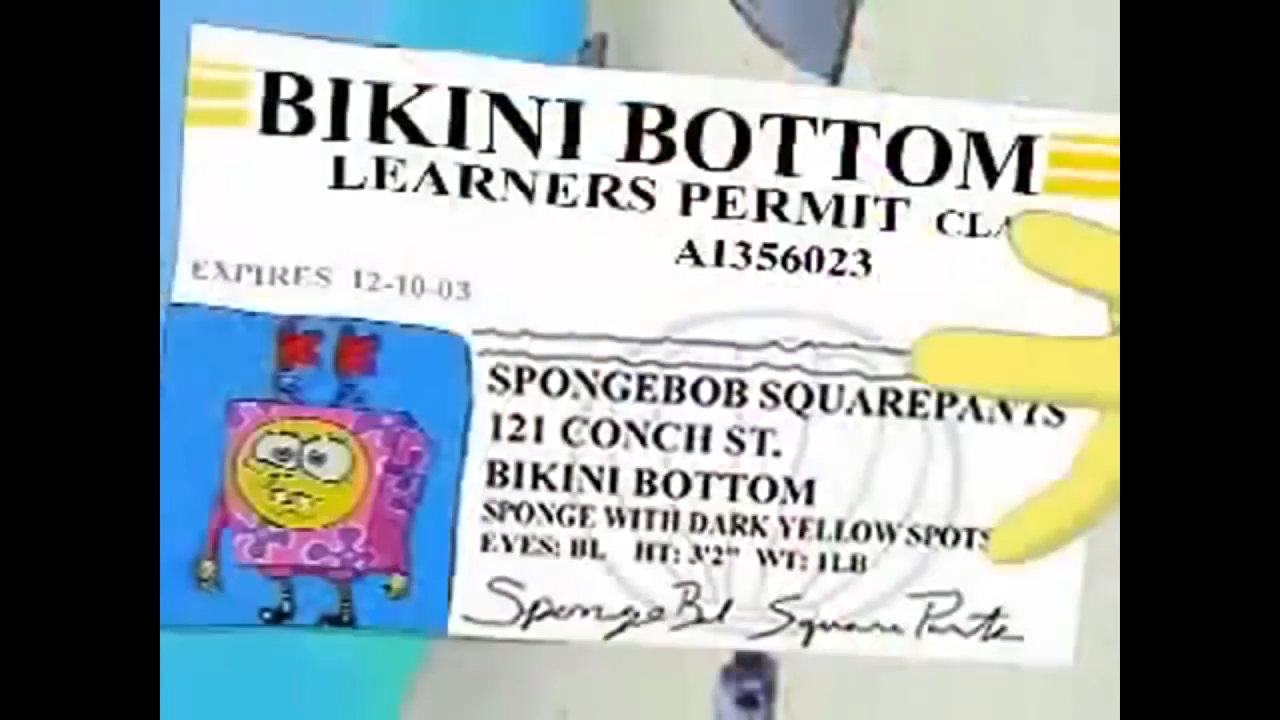 BIKINI BOTTOM
LEARNERS PERMIT CLA
A1356023
EXPIRES 12-10-03
SPONGEBOB SQUAREPANTS
121 CONCH ST.
BIKINI BOTTOM
SPONGE WITH DARK YELLOW SPOTS
EYES: BL HT: 3'2" WT: 1LB
SpongeBob SquarePants